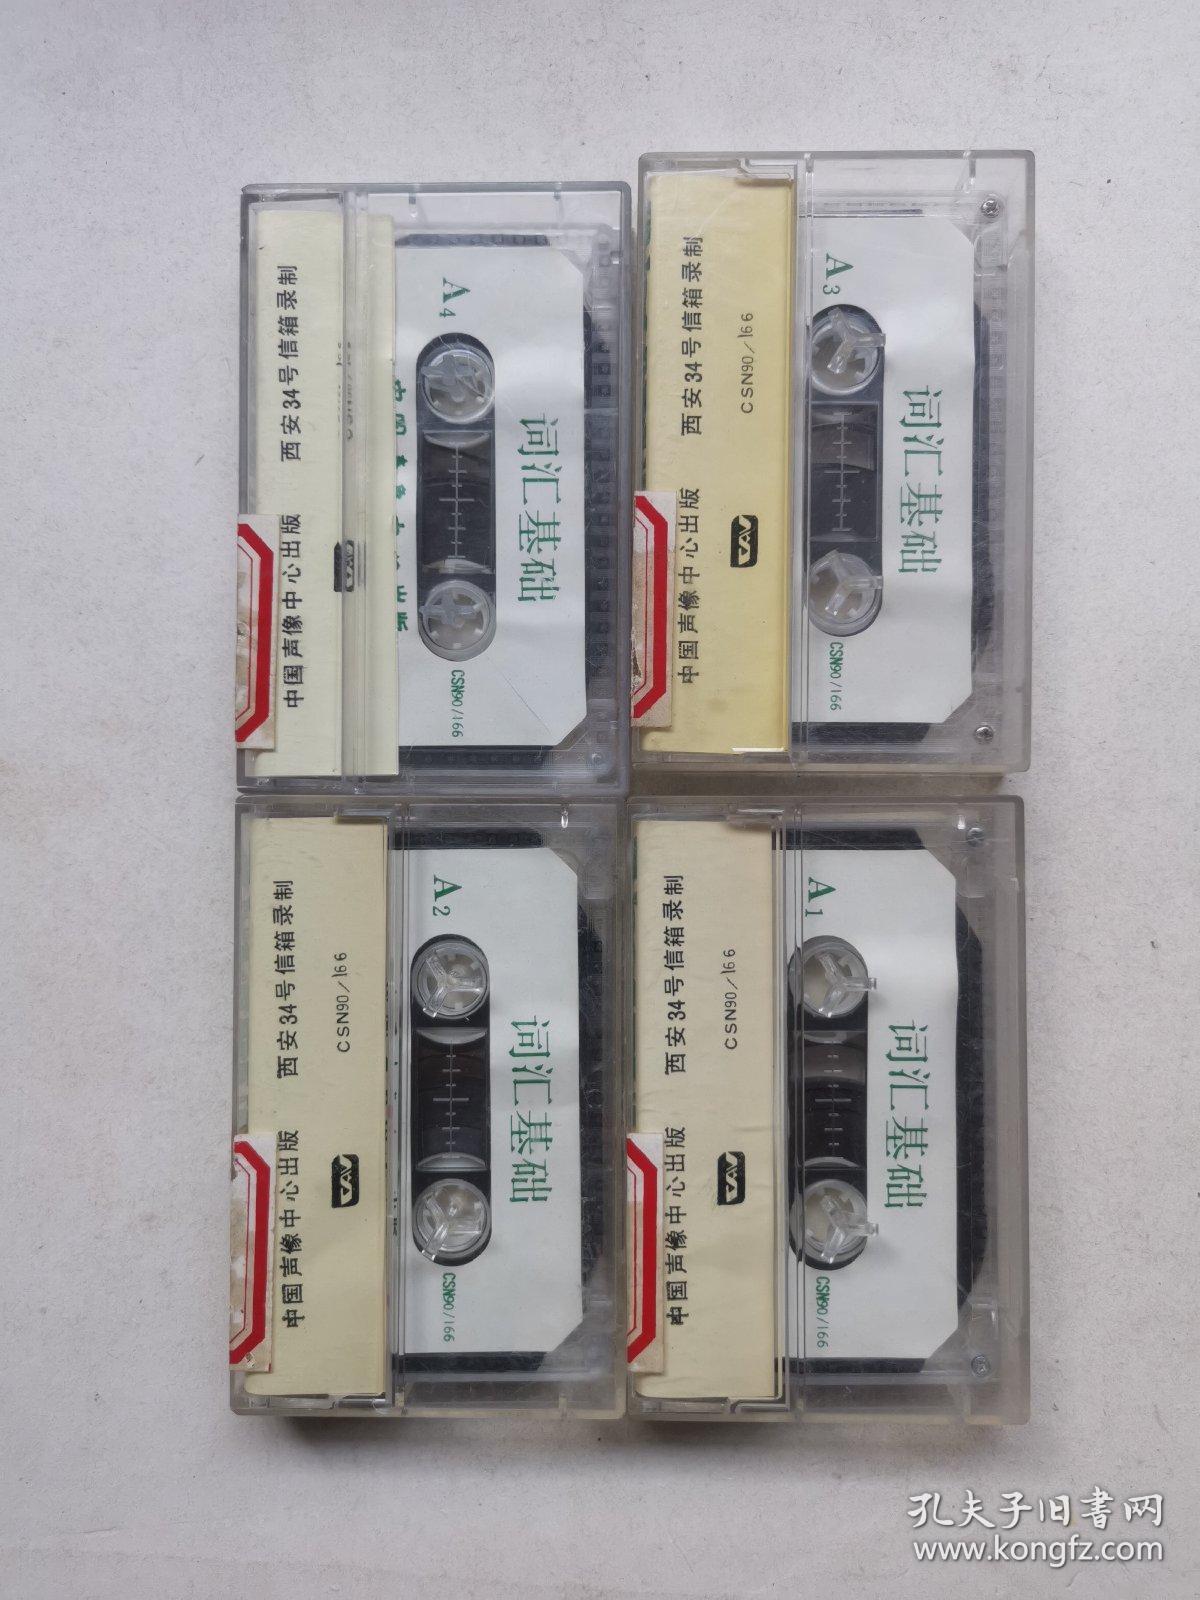 西安34号信箱录制
中国声像中心出版
A4
词汇基础
CSN90/166
西安34号信箱录制
CSN90/166
中国声像中心出版
CAV
A3
词汇基础
CSN90/166
西安34号信箱录制
CSN90/166
中国声像中心出版
CAV
A2
词汇基础
CSN90/166
西安34号信箱录制
CSN90/166
中国声像中心出版
CAV
A1
词汇基础
CSN90/166
孔夫子旧书网
www.kongfz.com